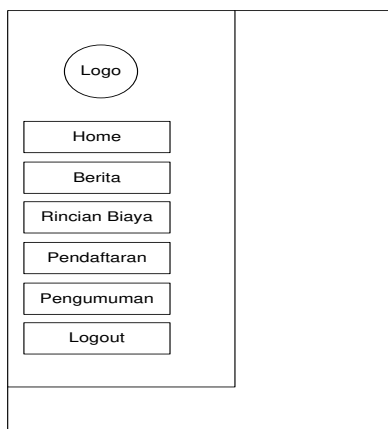 Logo
Home
Berita
Rincian Biaya
Pendaftaran
Pengumuman
Logout